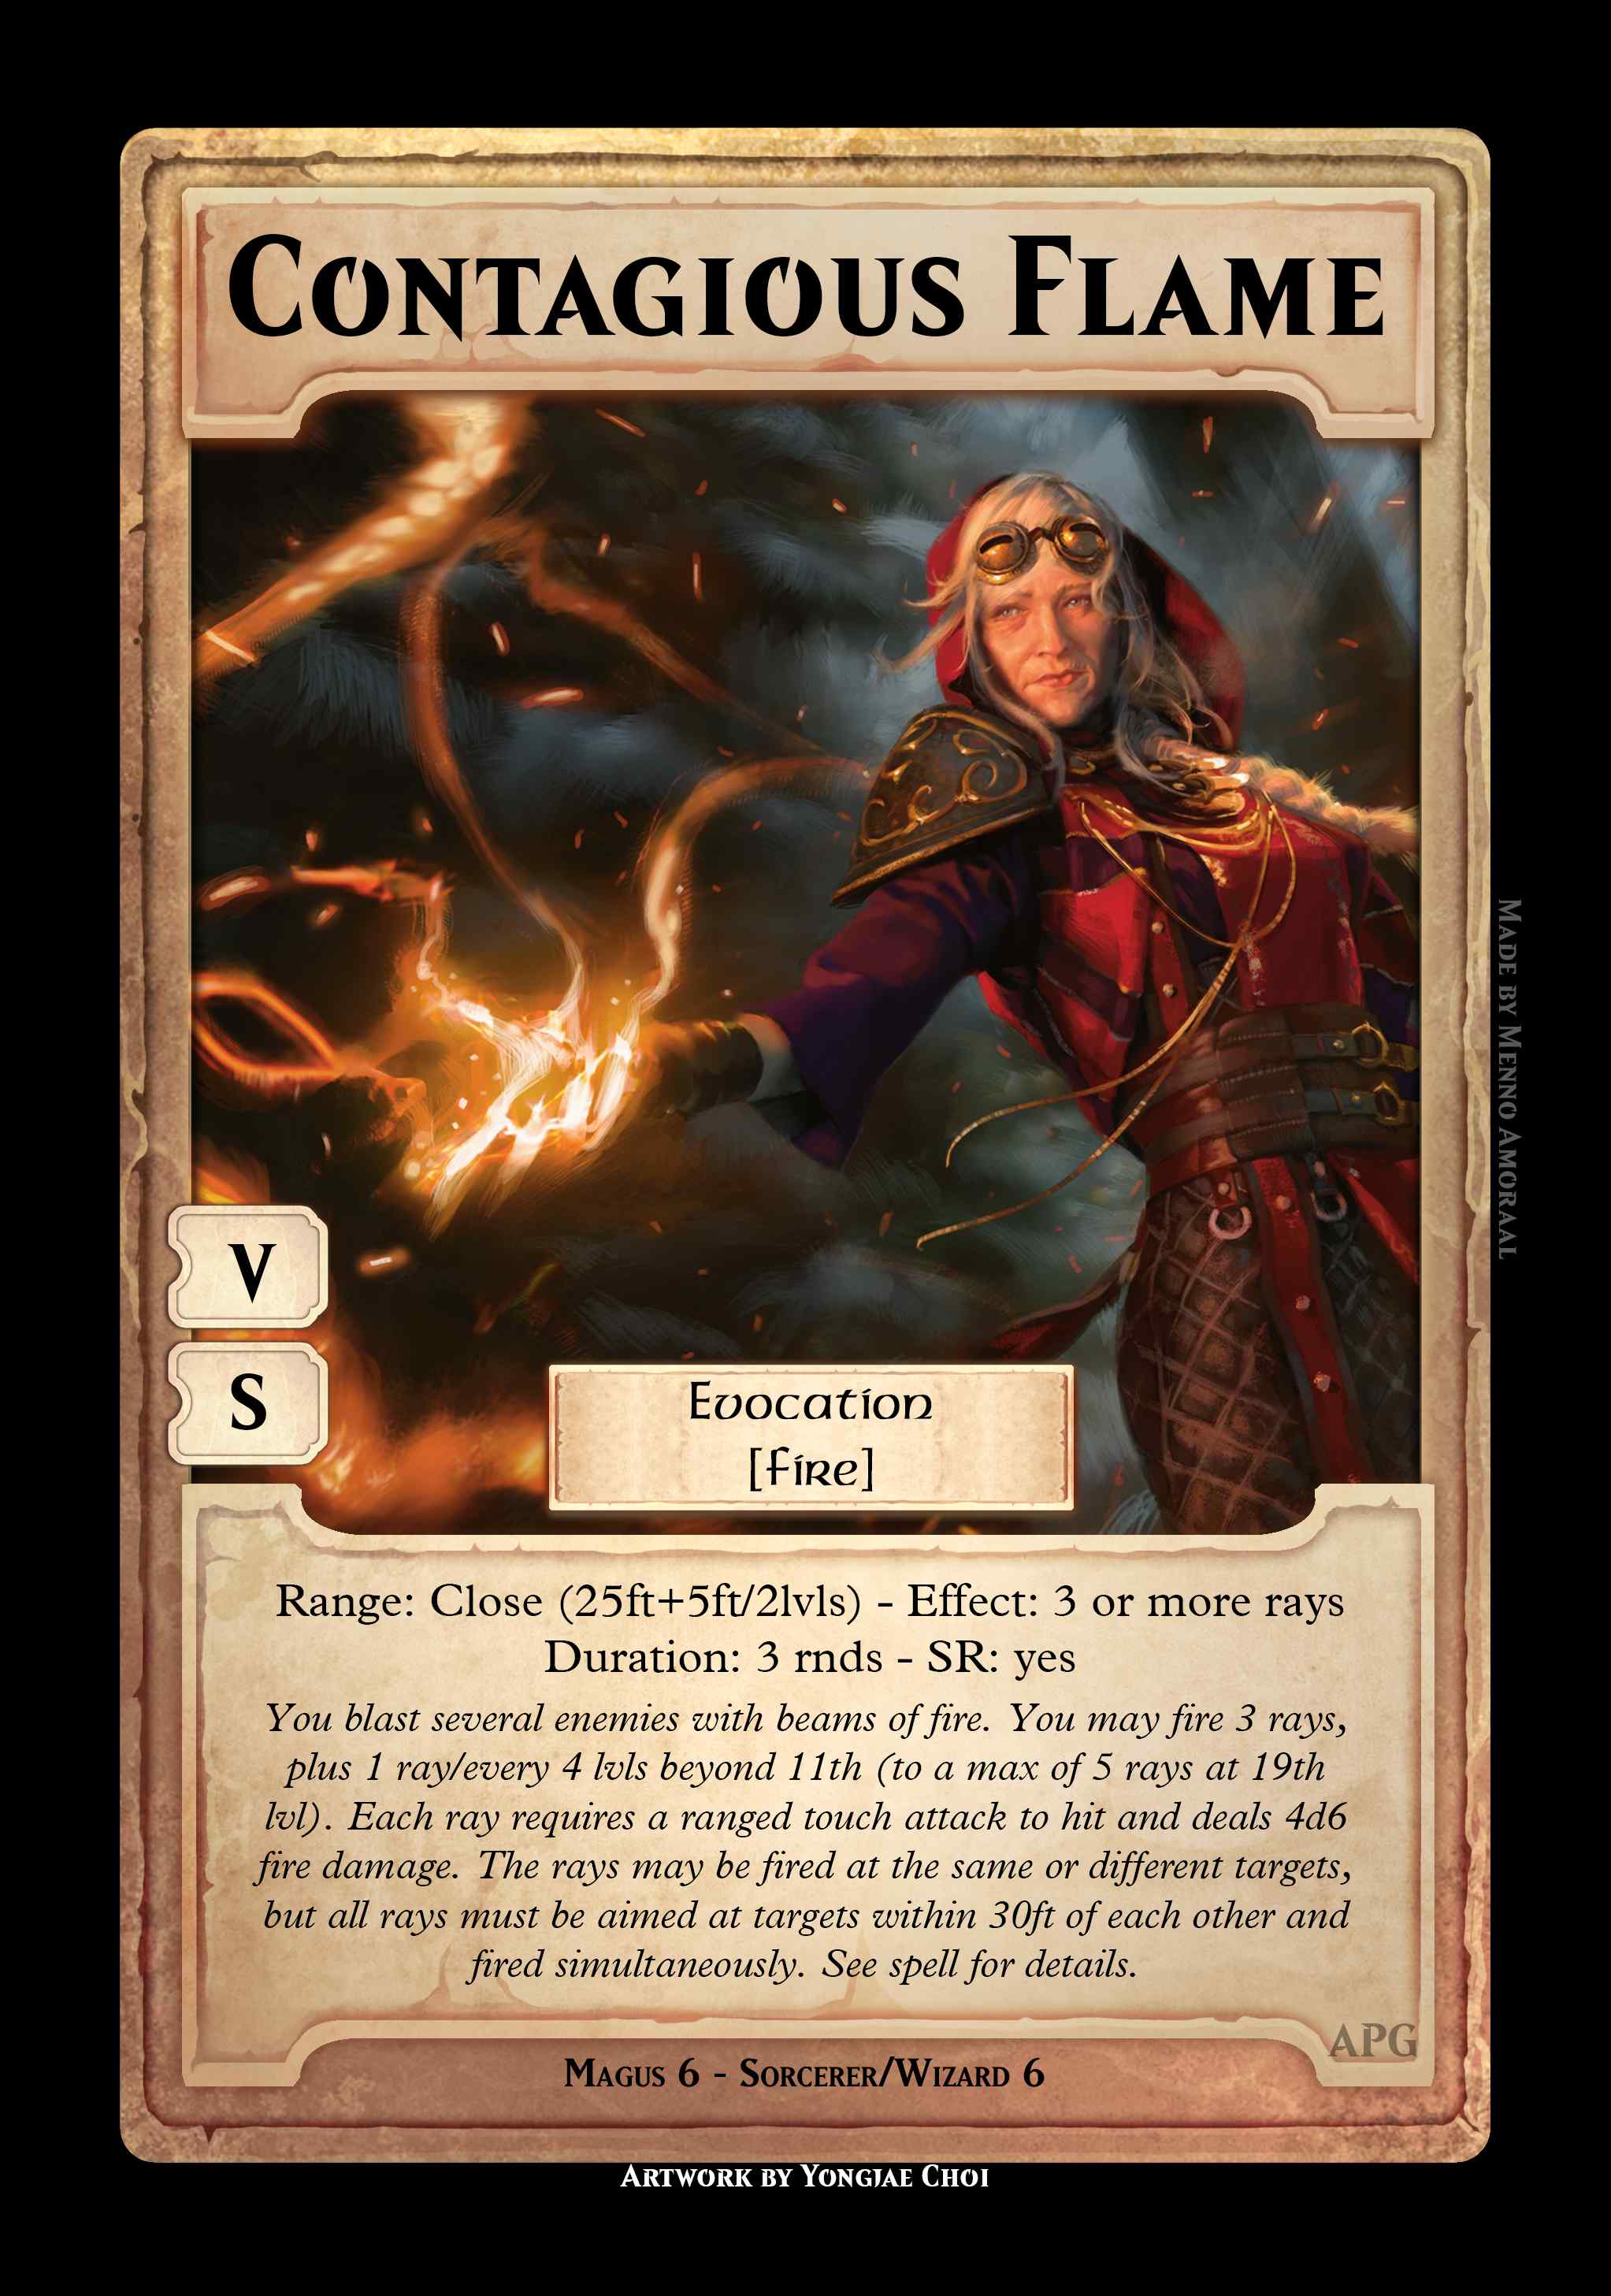 Contagious Flame
V
S
Evocation
[Fire]
Range: Close (25ft+5ft/2lvls) - Effect: 3 or more rays
Duration: 3 rnds - SR: yes
You blast several enemies with beams of fire. You may fire 3 rays,
plus 1 ray/every 4 lvls beyond 11th (to a max of 5 rays at 19th
lvl). Each ray requires a ranged touch attack to hit and deals 4d6
fire damage. The rays may be fired at the same or different targets,
but all rays must be aimed at targets within 30ft of each other and
fired simultaneously. See spell for details.
APG
Magus 6 - Sorcerer/Wizard 6
Artwork by Yongjae Choi
Made by Menno Amoraal